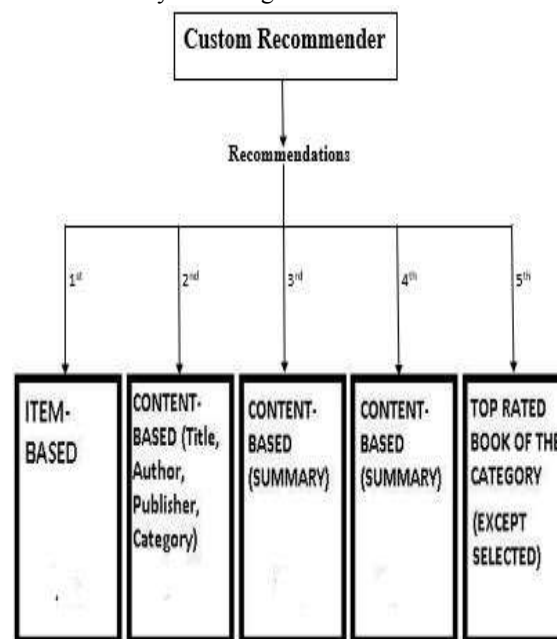 Custom Recommender
Recommendations
1st
2nd
3rd
4th
5th
ITEM-
BASED
CONTENT-
BASED (Title,
Author,
Publisher,
Category)
CONTENT-
BASED
(SUMMARY)
CONTENT-
BASED
(SUMMARY)
TOP RATED
BOOK OF THE
CATEGORY
(EXCEPT
SELECTED)